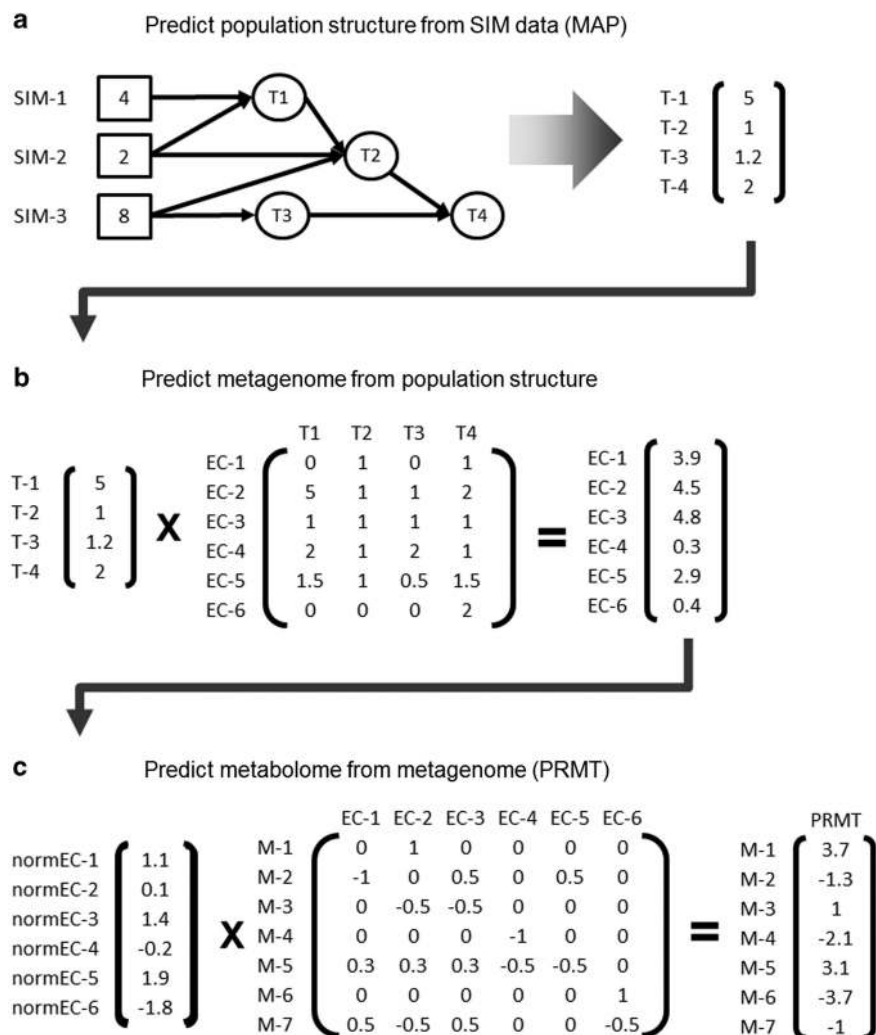 a Predict population structure from SIM data (MAP)
SIM-1 4 T1
SIM-2 2 T2
SIM-3 8 T3 T4
T-1 5
T-2 1
T-3 1.2
T-4 2
b Predict metagenome from population structure
T-1 5
T-2 1
T-3 1.2
T-4 2
X
T1 T2 T3 T4
EC-1 0 1 0 1
EC-2 5 1 1 2
EC-3 1 1 1 1
EC-4 2 1 2 1
EC-5 1.5 1 0.5 1.5
EC-6 0 0 0 2
=
EC-1 3.9
EC-2 4.5
EC-3 4.8
EC-4 0.3
EC-5 2.9
EC-6 0.4
c Predict metabolome from metagenome (PRMT)
normEC-1 1.1
normEC-2 0.1
normEC-3 1.4
normEC-4 -0.2
normEC-5 1.9
normEC-6 -1.8
X
EC-1 EC-2 EC-3 EC-4 EC-5 EC-6
M-1 0 1 0 0 0 0
M-2 -1 0 0.5 0 0.5 0
M-3 0 -0.5 -0.5 0 0 0
M-4 0 0 0 -1 0 0
M-5 0.3 0.3 0.3 -0.5 -0.5 0
M-6 0 0 0 0 0 1
M-7 0.5 -0.5 0.5 0 0 -0.5
=
PRMT
M-1 3.7
M-2 -1.3
M-3 1
M-4 -2.1
M-5 3.1
M-6 -3.7
M-7 -1